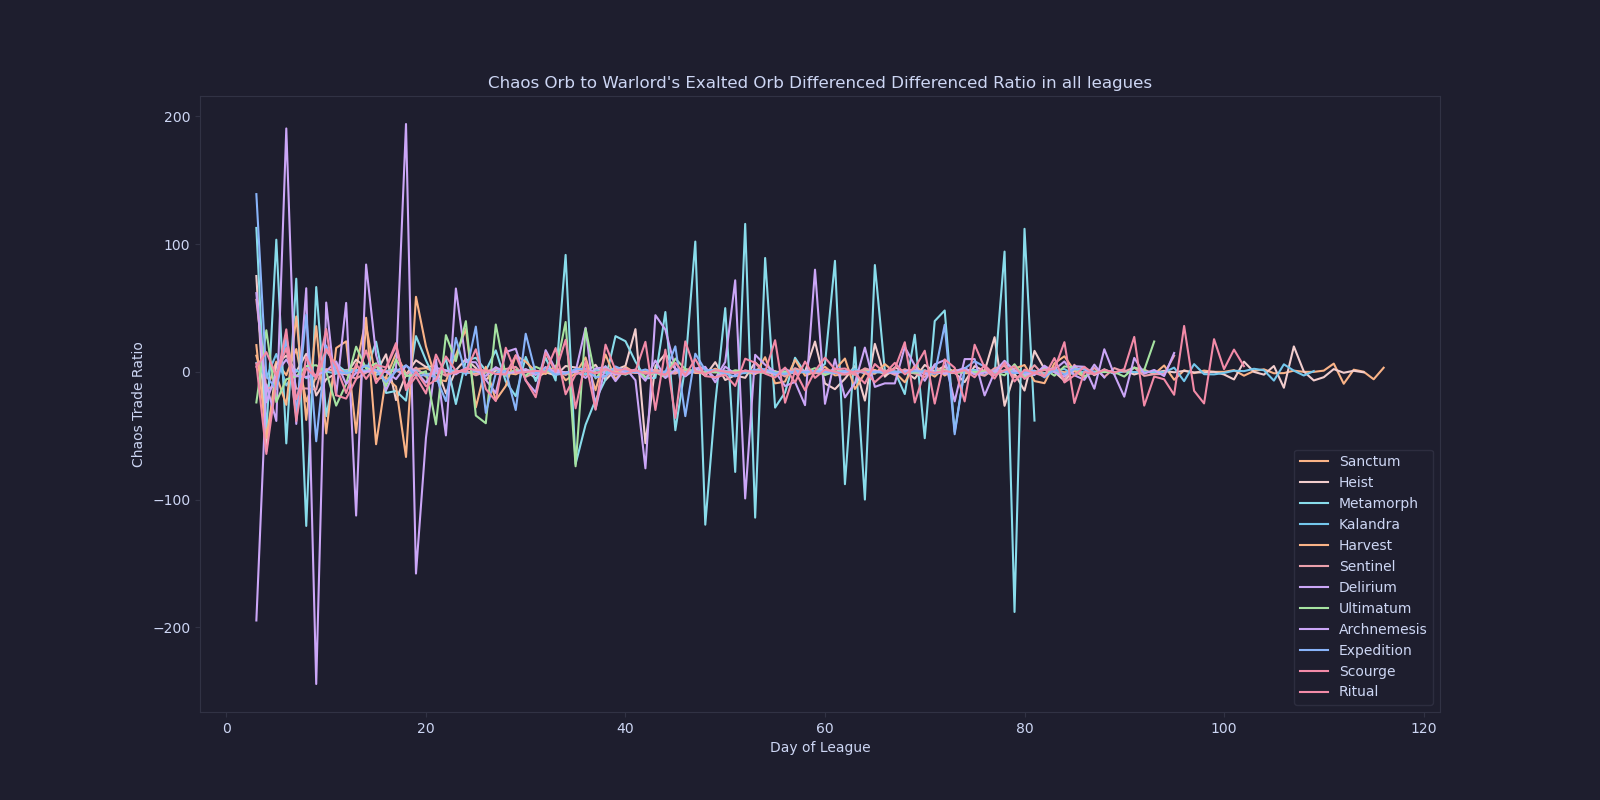 Chaos Orb to Warlord's Exalted Orb Differenced Differenced Ratio in all leagues
200
100
0
−100
−200
Chaos Trade Ratio
0 20 40 60 80 100 120
Day of League
Sanctum
Heist
Metamorph
Kalandra
Harvest
Sentinel
Delirium
Ultimatum
Archnemesis
Expedition
Scourge
Ritual